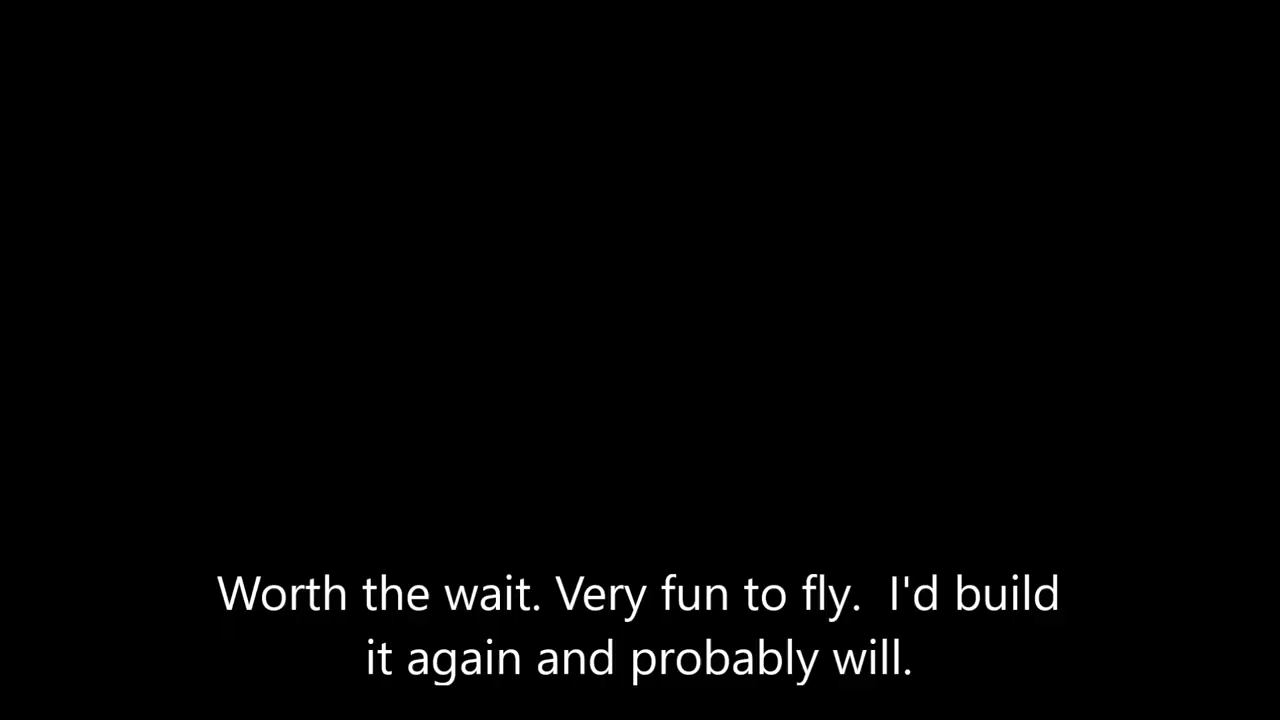 Worth the wait. Very fun to fly.  I'd build
it again and probably will.